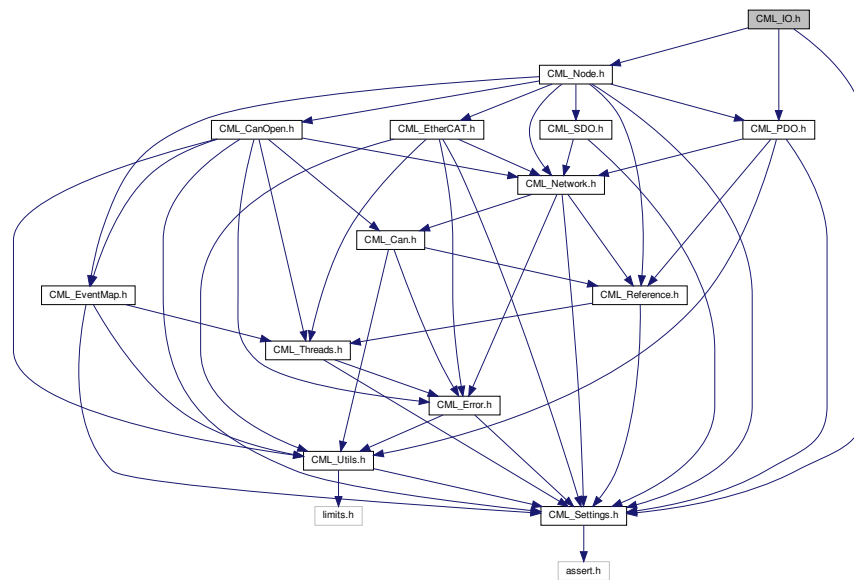 CML_IO.h
CML_Node.h
CML_CanOpen.h
CML_EtherCAT.h
CML_SDO.h
CML_PDO.h
CML_Network.h
CML_Can.h
CML_EventMap.h
CML_Reference.h
CML_Threads.h
CML_Error.h
CML_Utils.h
limits.h
CML_Settings.h
assert.h